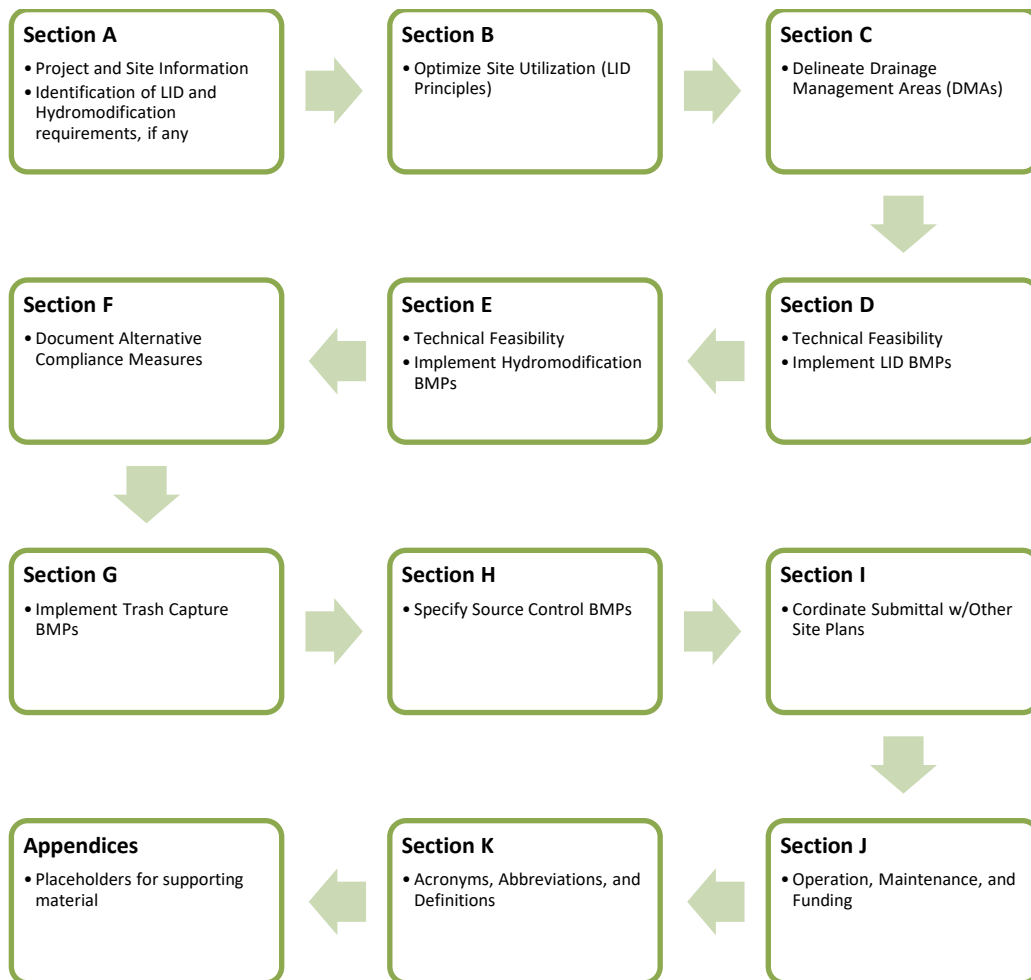 Section A
• Project and Site Information
• Identification of LID and
Hydromodification
requirements, if any
Section B
• Optimize Site Utilization (LID
Principles)
Section C
• Delineate Drainage
Management Areas (DMAs)
Section D
• Technical Feasibility
• Implement LID BMPs
Section E
• Technical Feasibility
• Implement Hydromodification
BMPs
Section F
• Document Alternative
Compliance Measures
Section G
• Implement Trash Capture
BMPs
Section H
• Specify Source Control BMPs
Section I
• Cordinate Submittal w/Other
Site Plans
Section J
• Operation, Maintenance, and
Funding
Section K
• Acronyms, Abbreviations, and
Definitions
Appendices
• Placeholders for supporting
material